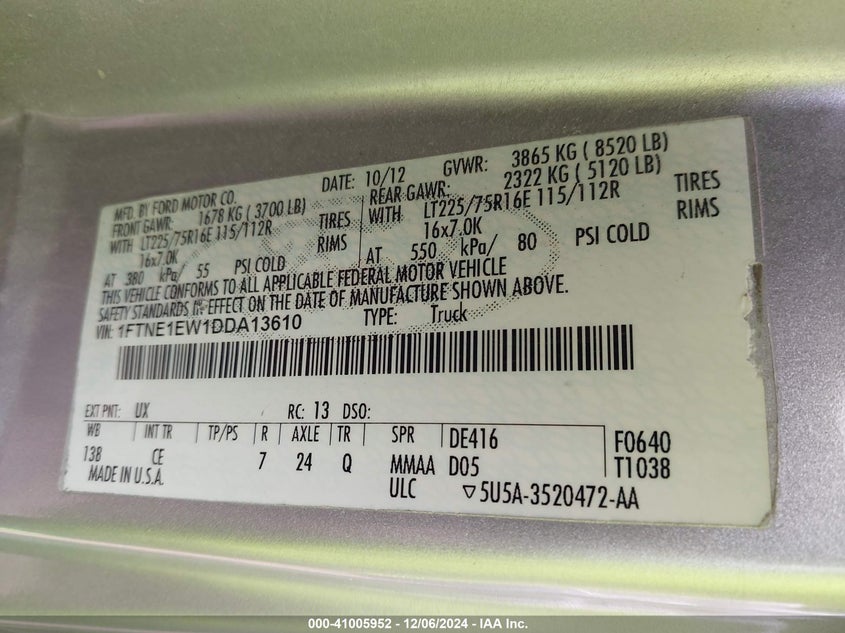 MFD. BY FORD MOTOR CO. DATE: 10/12 GVWR: 3865 KG ( 8520 LB)
FRONT GAWR: 1678 KG ( 3700 LB) REAR GAWR: 2322 KG ( 5120 LB)
WITH LT225/75R16E 115/112R TIRES WITH LT225/75R16E 115/112R TIRES
16x7.0K RIMS 16x7.0K RIMS
AT 380 kPa/ 55 PSI COLD AT 550 kPa/ 80 PSI COLD
THIS VEHICLE CONFORMS TO ALL APPLICABLE FEDERAL MOTOR VEHICLE
SAFETY STANDARDS IN EFFECT ON THE DATE OF MANUFACTURE SHOWN ABOVE.
VIN: 1FTNE1EW1DDA13610 TYPE: Truck
EXT PNT: UX RC: 13 DSO:
WB INT TR TP/PS R AXLE TR SPR DE416 F0640
138 CE 7 24 Q MMAA D05 T1038
MADE IN U.S.A. ULC ▽5U5A-3520472-AA
000-41005952 - 12/06/2024 - IAA Inc.